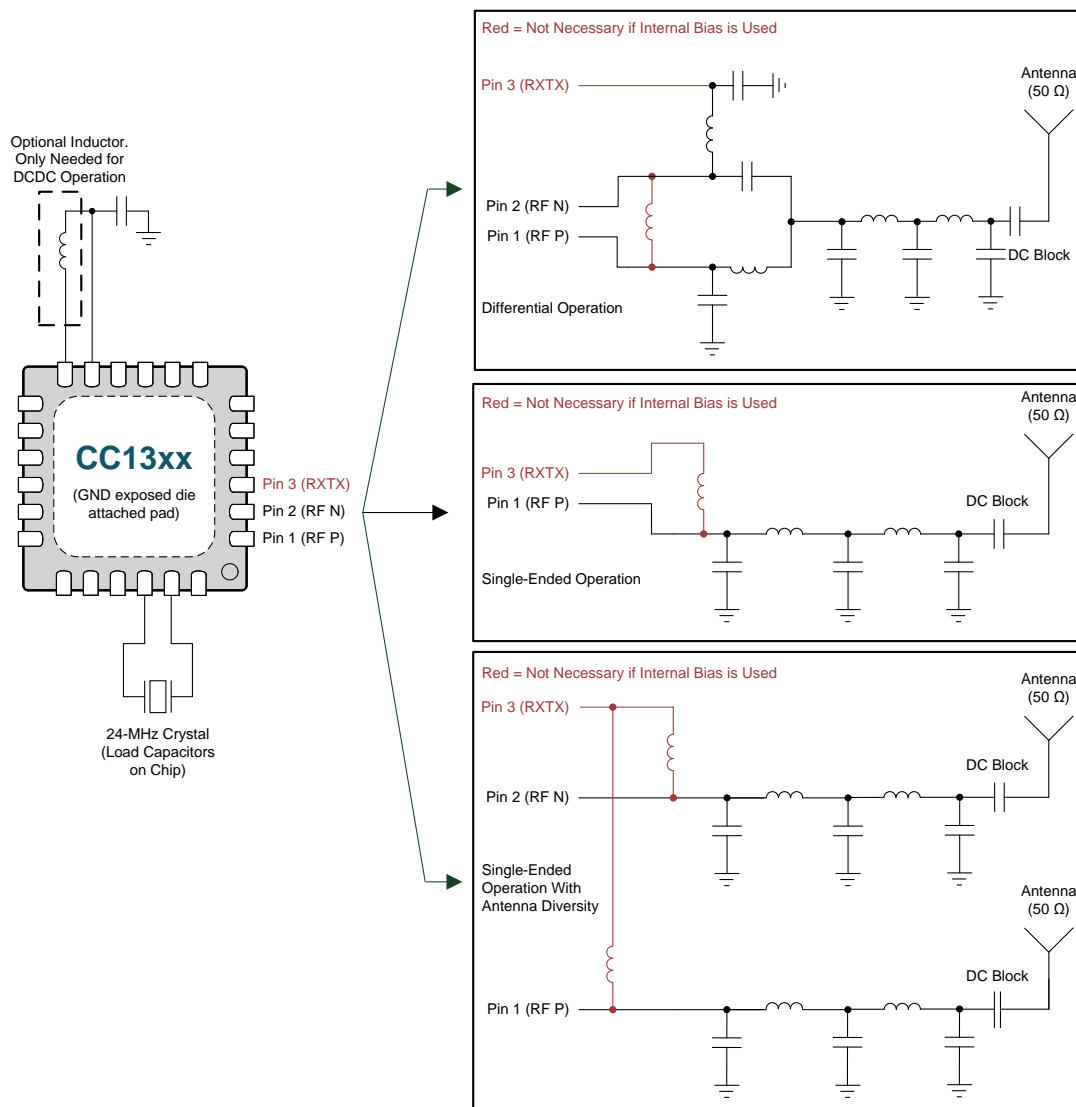 Optional Inductor.
Only Needed for
DCDC Operation
CC13xx
(GND exposed die
attached pad)
Pin 3 (RXTX)
Pin 2 (RF N)
Pin 1 (RF P)
24-MHz Crystal
(Load Capacitors
on Chip)
Red = Not Necessary if Internal Bias is Used
Pin 3 (RXTX)
Antenna
(50 Ω)
Pin 2 (RF N)
Pin 1 (RF P)
DC Block
Differential Operation
Red = Not Necessary if Internal Bias is Used
Antenna
(50 Ω)
Pin 3 (RXTX)
Pin 1 (RF P)
DC Block
Single-Ended Operation
Red = Not Necessary if Internal Bias is Used
Antenna
(50 Ω)
Pin 3 (RXTX)
DC Block
Pin 2 (RF N)
Single-Ended
Operation With
Antenna Diversity
Antenna
(50 Ω)
DC Block
Pin 1 (RF P)